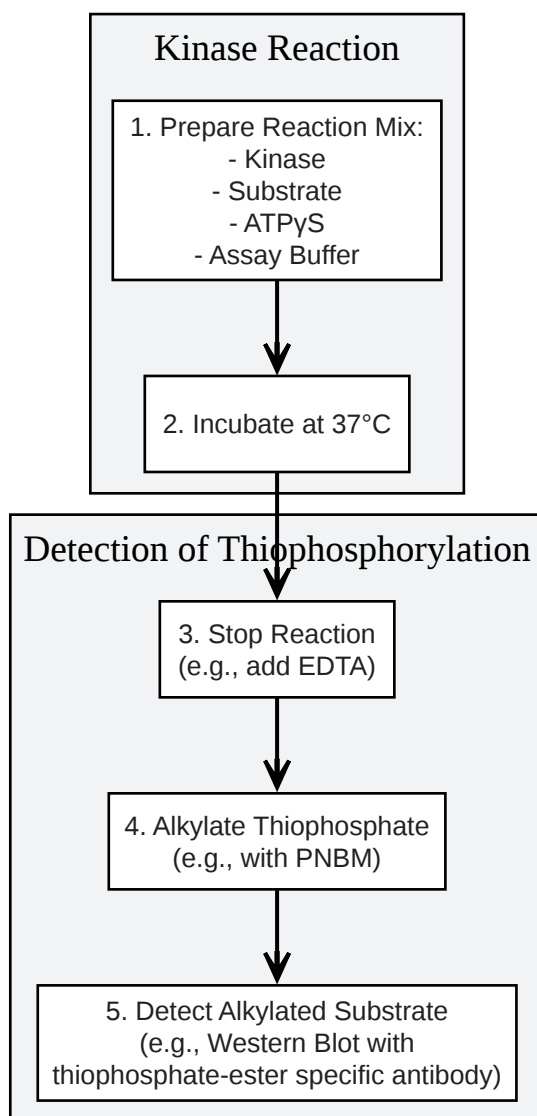 Kinase Reaction
1. Prepare Reaction Mix:
- Kinase
- Substrate
- ATPγS
- Assay Buffer
2. Incubate at 37°C
Detection of Thiophosphorylation
3. Stop Reaction
(e.g., add EDTA)
4. Alkylate Thiophosphate
(e.g., with PNBM)
5. Detect Alkylated Substrate
(e.g., Western Blot with
thiophosphate-ester specific antibody)